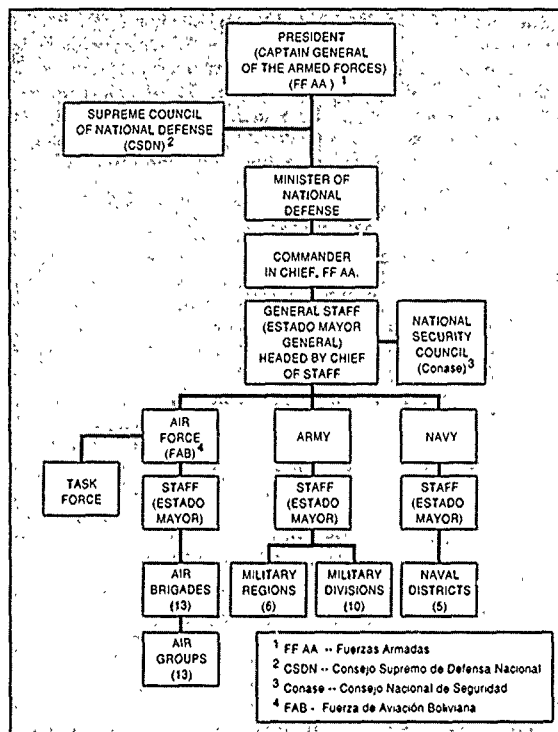 PRESIDENT
(CAPTAIN GENERAL
OF THE ARMED FORCES)
(FF AA) 1
SUPREME COUNCIL
OF NATIONAL DEFENSE
(CSDN) 2
MINISTER OF
NATIONAL
DEFENSE
COMMANDER
IN CHIEF, FF AA.
GENERAL STAFF
(ESTADO MAYOR
GENERAL)
HEADED BY CHIEF
OF STAFF
NATIONAL
SECURITY
COUNCIL
(Conase) 3
AIR
FORCE
(FAB) 4
ARMY
NAVY
TASK
FORCE
STAFF
(ESTADO
MAYOR)
STAFF
(ESTADO
MAYOR)
STAFF
(ESTADO
MAYOR)
AIR
BRIGADES
(13)
MILITARY
REGIONS
(6)
MILITARY
DIVISIONS
(10)
NAVAL
DISTRICTS
(5)
AIR
GROUPS
(13)
1 FF AA -- Fuerzas Armadas
2 CSDN -- Consejo Supremo de Defensa Nacional
3 Conase -- Consejo Nacional de Seguridad
4 FAB - Fuerza de Aviación Boliviana